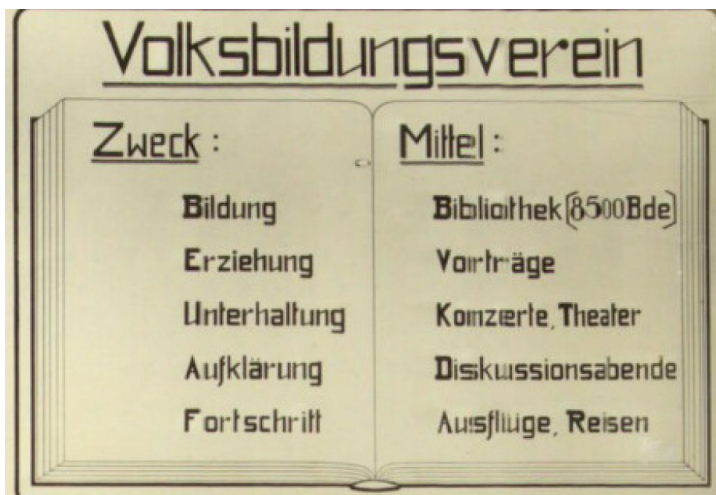 Volksbildungsverein
Zweck :
Bildung
Erziehung
Unterhaltung
Aufklärung
Fortschritt
Mittel :
Bibliothek (8500 Bde)
Vorträge
Konzerte, Theater
Diskussionsabende
Ausflüge, Reisen